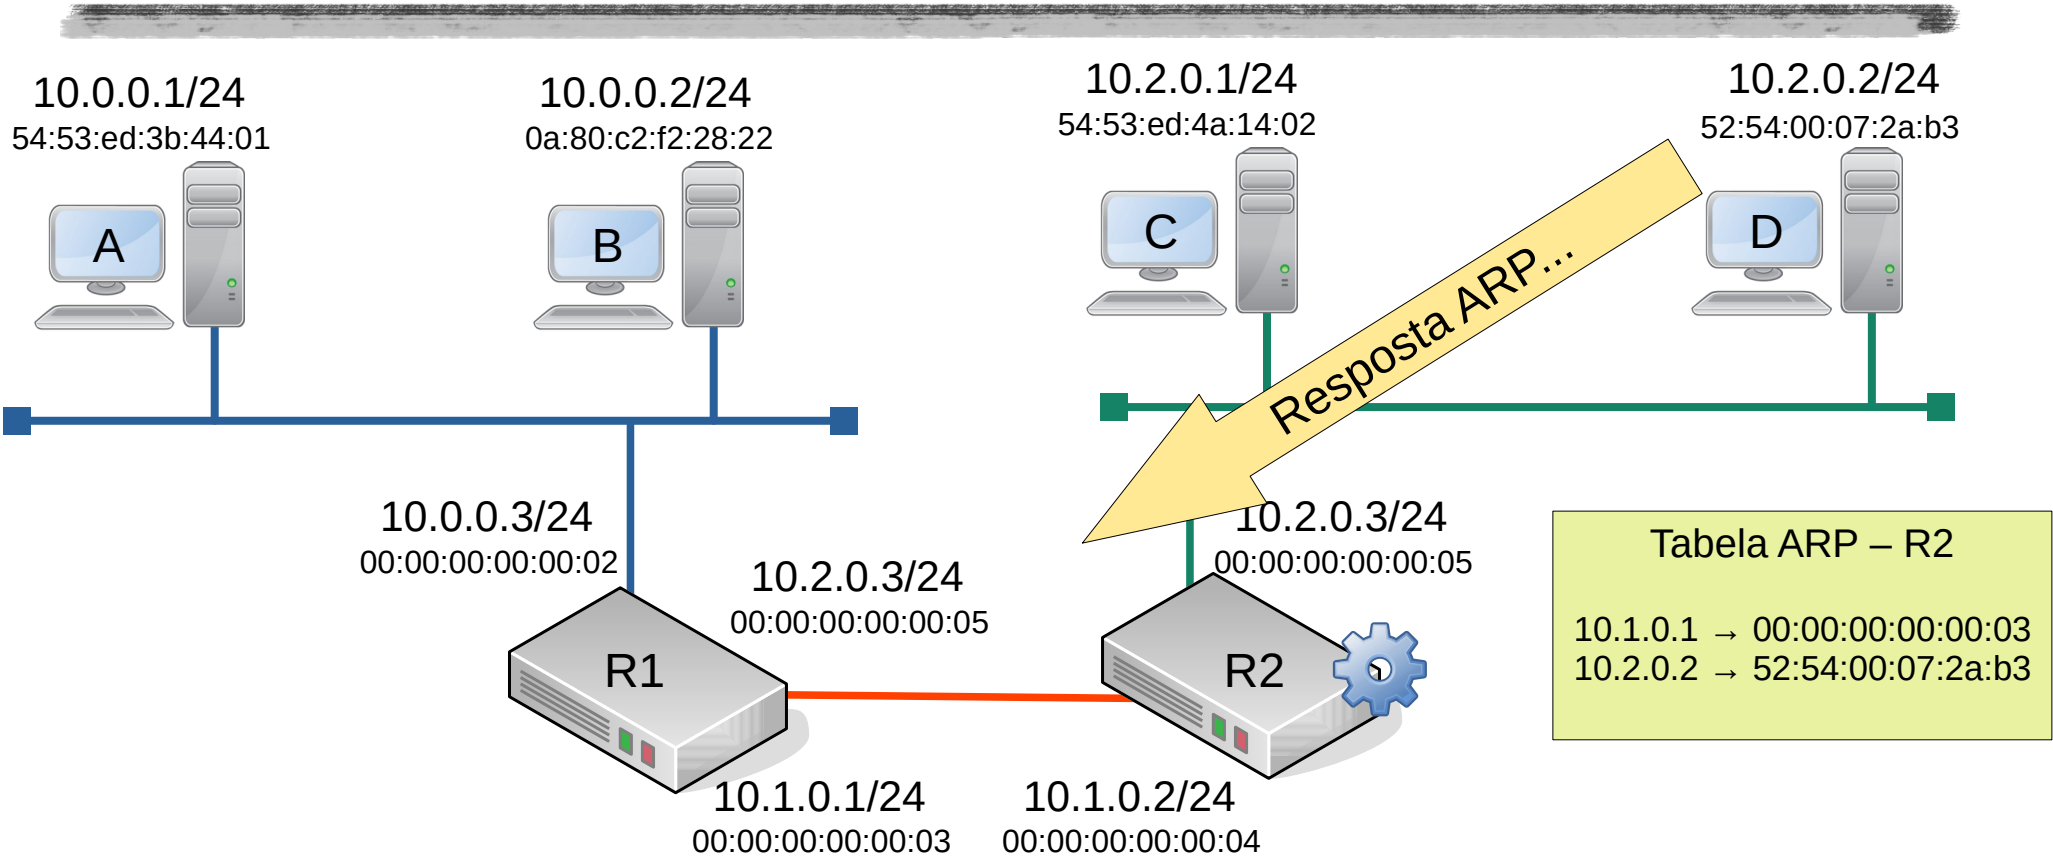 10.0.0.1/24
54:53:ed:3b:44:01
10.0.0.2/24
0a:80:c2:f2:28:22
10.2.0.1/24
54:53:ed:4a:14:02
10.2.0.2/24
52:54:00:07:2a:b3
A
B
C
D
Resposta ARP...
10.0.0.3/24
00:00:00:00:00:02
10.2.0.3/24
00:00:00:00:00:05
10.2.0.3/24
00:00:00:00:00:05
R1
R2
10.1.0.1/24
00:00:00:00:00:03
10.1.0.2/24
00:00:00:00:00:04
Tabela ARP – R2
10.1.0.1 → 00:00:00:00:00:03
10.2.0.2 → 52:54:00:07:2a:b3